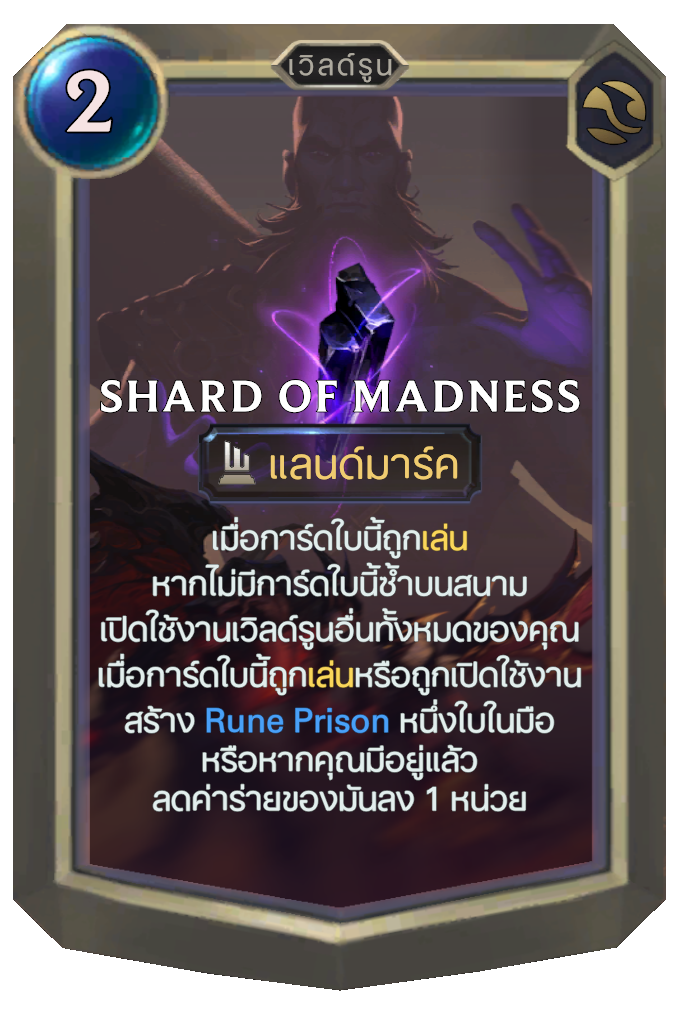 2
เวิลด์รูน
SHARD OF MADNESS
แลนด์มาร์ค
เมื่อการ์ดใบนี้ถูกเล่น
หากไม่มีการ์ดใบนี้ซ้ำบนสนาม
เปิดใช้งานเวิลด์รูนอื่นทั้งหมดของคุณ
เมื่อการ์ดใบนี้ถูกเล่นหรือถูกเปิดใช้งาน
สร้าง Rune Prison หนึ่งใบในมือ
หรือหากคุณมีอยู่แล้ว
ลดค่าร่ายของมันลง 1 หน่วย